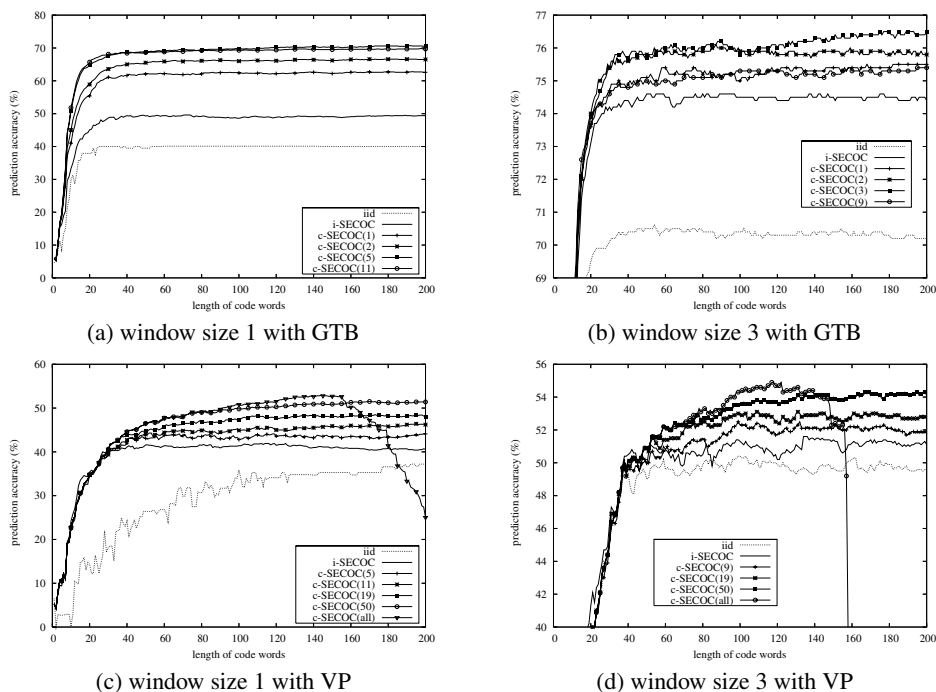 80
70
60
50
40
30
20
10
0
prediction accuracy (%)
0 20 40 60 80 100 120 140 160 180 200
length of code words
iid
i-SECOC
c-SECOC(1)
c-SECOC(2)
c-SECOC(5)
c-SECOC(11)
(a) window size 1 with GTB
77
76
75
74
73
72
71
70
69
prediction accuracy (%)
0 20 40 60 80 100 120 140 160 180 200
length of code words
iid
i-SECOC
c-SECOC(1)
c-SECOC(2)
c-SECOC(3)
c-SECOC(9)
(b) window size 3 with GTB
60
50
40
30
20
10
0
prediction accuracy (%)
0 20 40 60 80 100 120 140 160 180 200
length of code words
iid
i-SECOC
c-SECOC(5)
c-SECOC(11)
c-SECOC(19)
c-SECOC(50)
c-SECOC(all)
(c) window size 1 with VP
56
54
52
50
48
46
44
42
40
prediction accuracy (%)
0 20 40 60 80 100 120 140 160 180 200
length of code words
iid
i-SECOC
c-SECOC(9)
c-SECOC(19)
c-SECOC(50)
c-SECOC(all)
(d) window size 3 with VP